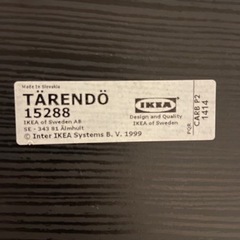 Made in Slovakia
TÄRENDÖ
15288
IKEA of Sweden AB
SE - 343 81 Älmhult
© Inter IKEA Systems B. V. 1999
IKEA
Design and Quality
IKEA of Sweden
FOR
CARB P2
1414